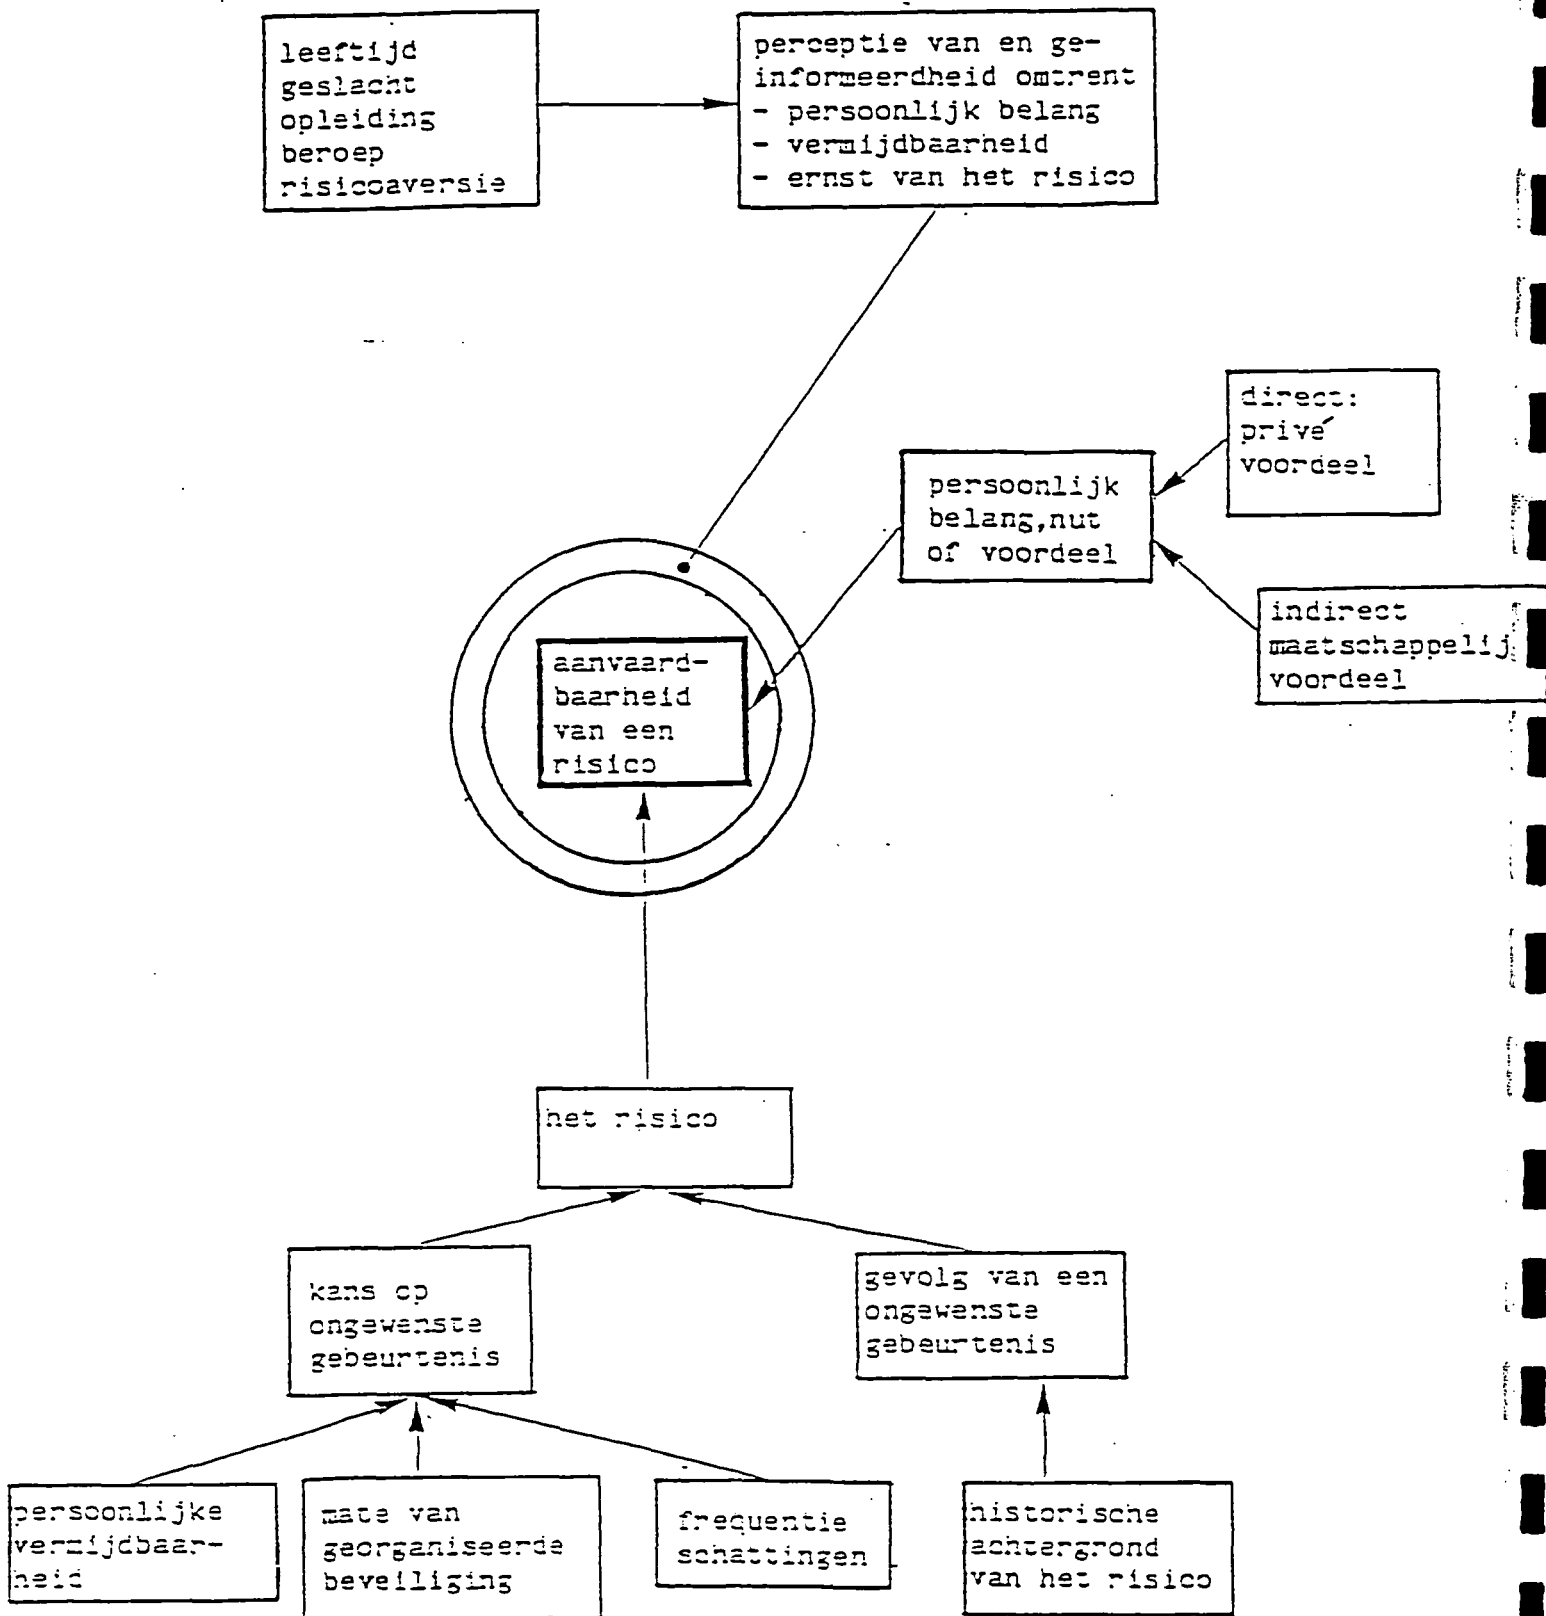 leeftijd
geslacht
opleiding
beroep
risicoaversie
perceptie van en ge-
informeerdheid omtrent
- persoonlijk belang
- vermijdbaarheid
- ernst van het risico
direct:
privé
voordeel
persoonlijk
belang,nut
of voordeel
indirect
maatschappelij
voordeel
aanvaard-
baarheid
van een
risico
het risico
kans op
ongewenste
gebeurtenis
gevolg van een
ongewenste
gebeurtenis
persoonlijke
vermijdbaar-
heid
mate van
georganiseerde
beveiliging
frequentie
schattingen
historische
achtergrond
van het risico